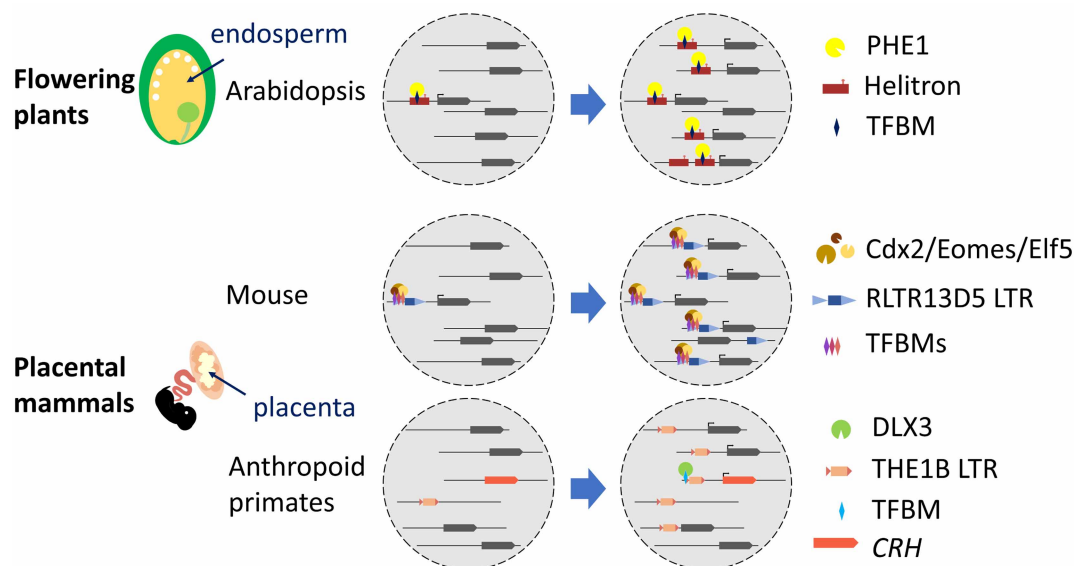 endosperm
Flowering
plants
Arabidopsis
PHE1
Helitron
TFBM
Mouse
Cdx2/Eomes/Elf5
RLTR13D5 LTR
TFBMs
Placental
mammals
placenta
Anthropoid
primates
DLX3
THE1B LTR
TFBM
CRH